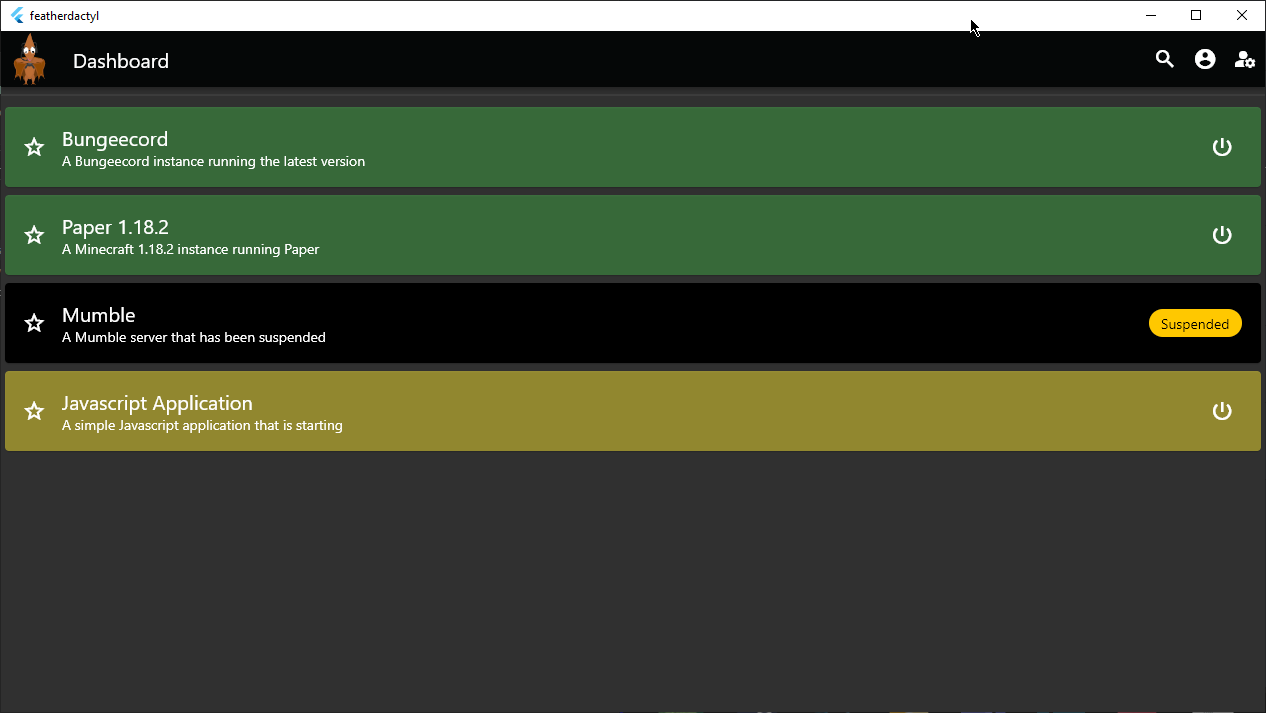 featherdactyl
Dashboard
Bungeecord
A Bungeecord instance running the latest version
Paper 1.18.2
A Minecraft 1.18.2 instance running Paper
Mumble
A Mumble server that has been suspended
Suspended
Javascript Application
A simple Javascript application that is starting